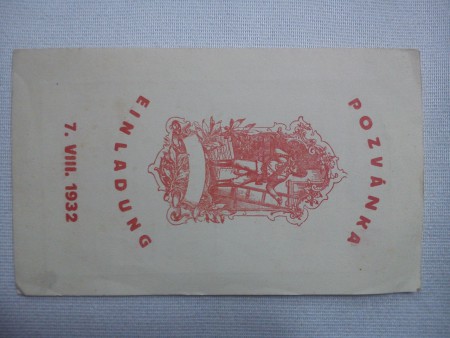 POZVÁNKA
EINLADUNG
7. VIII. 1932